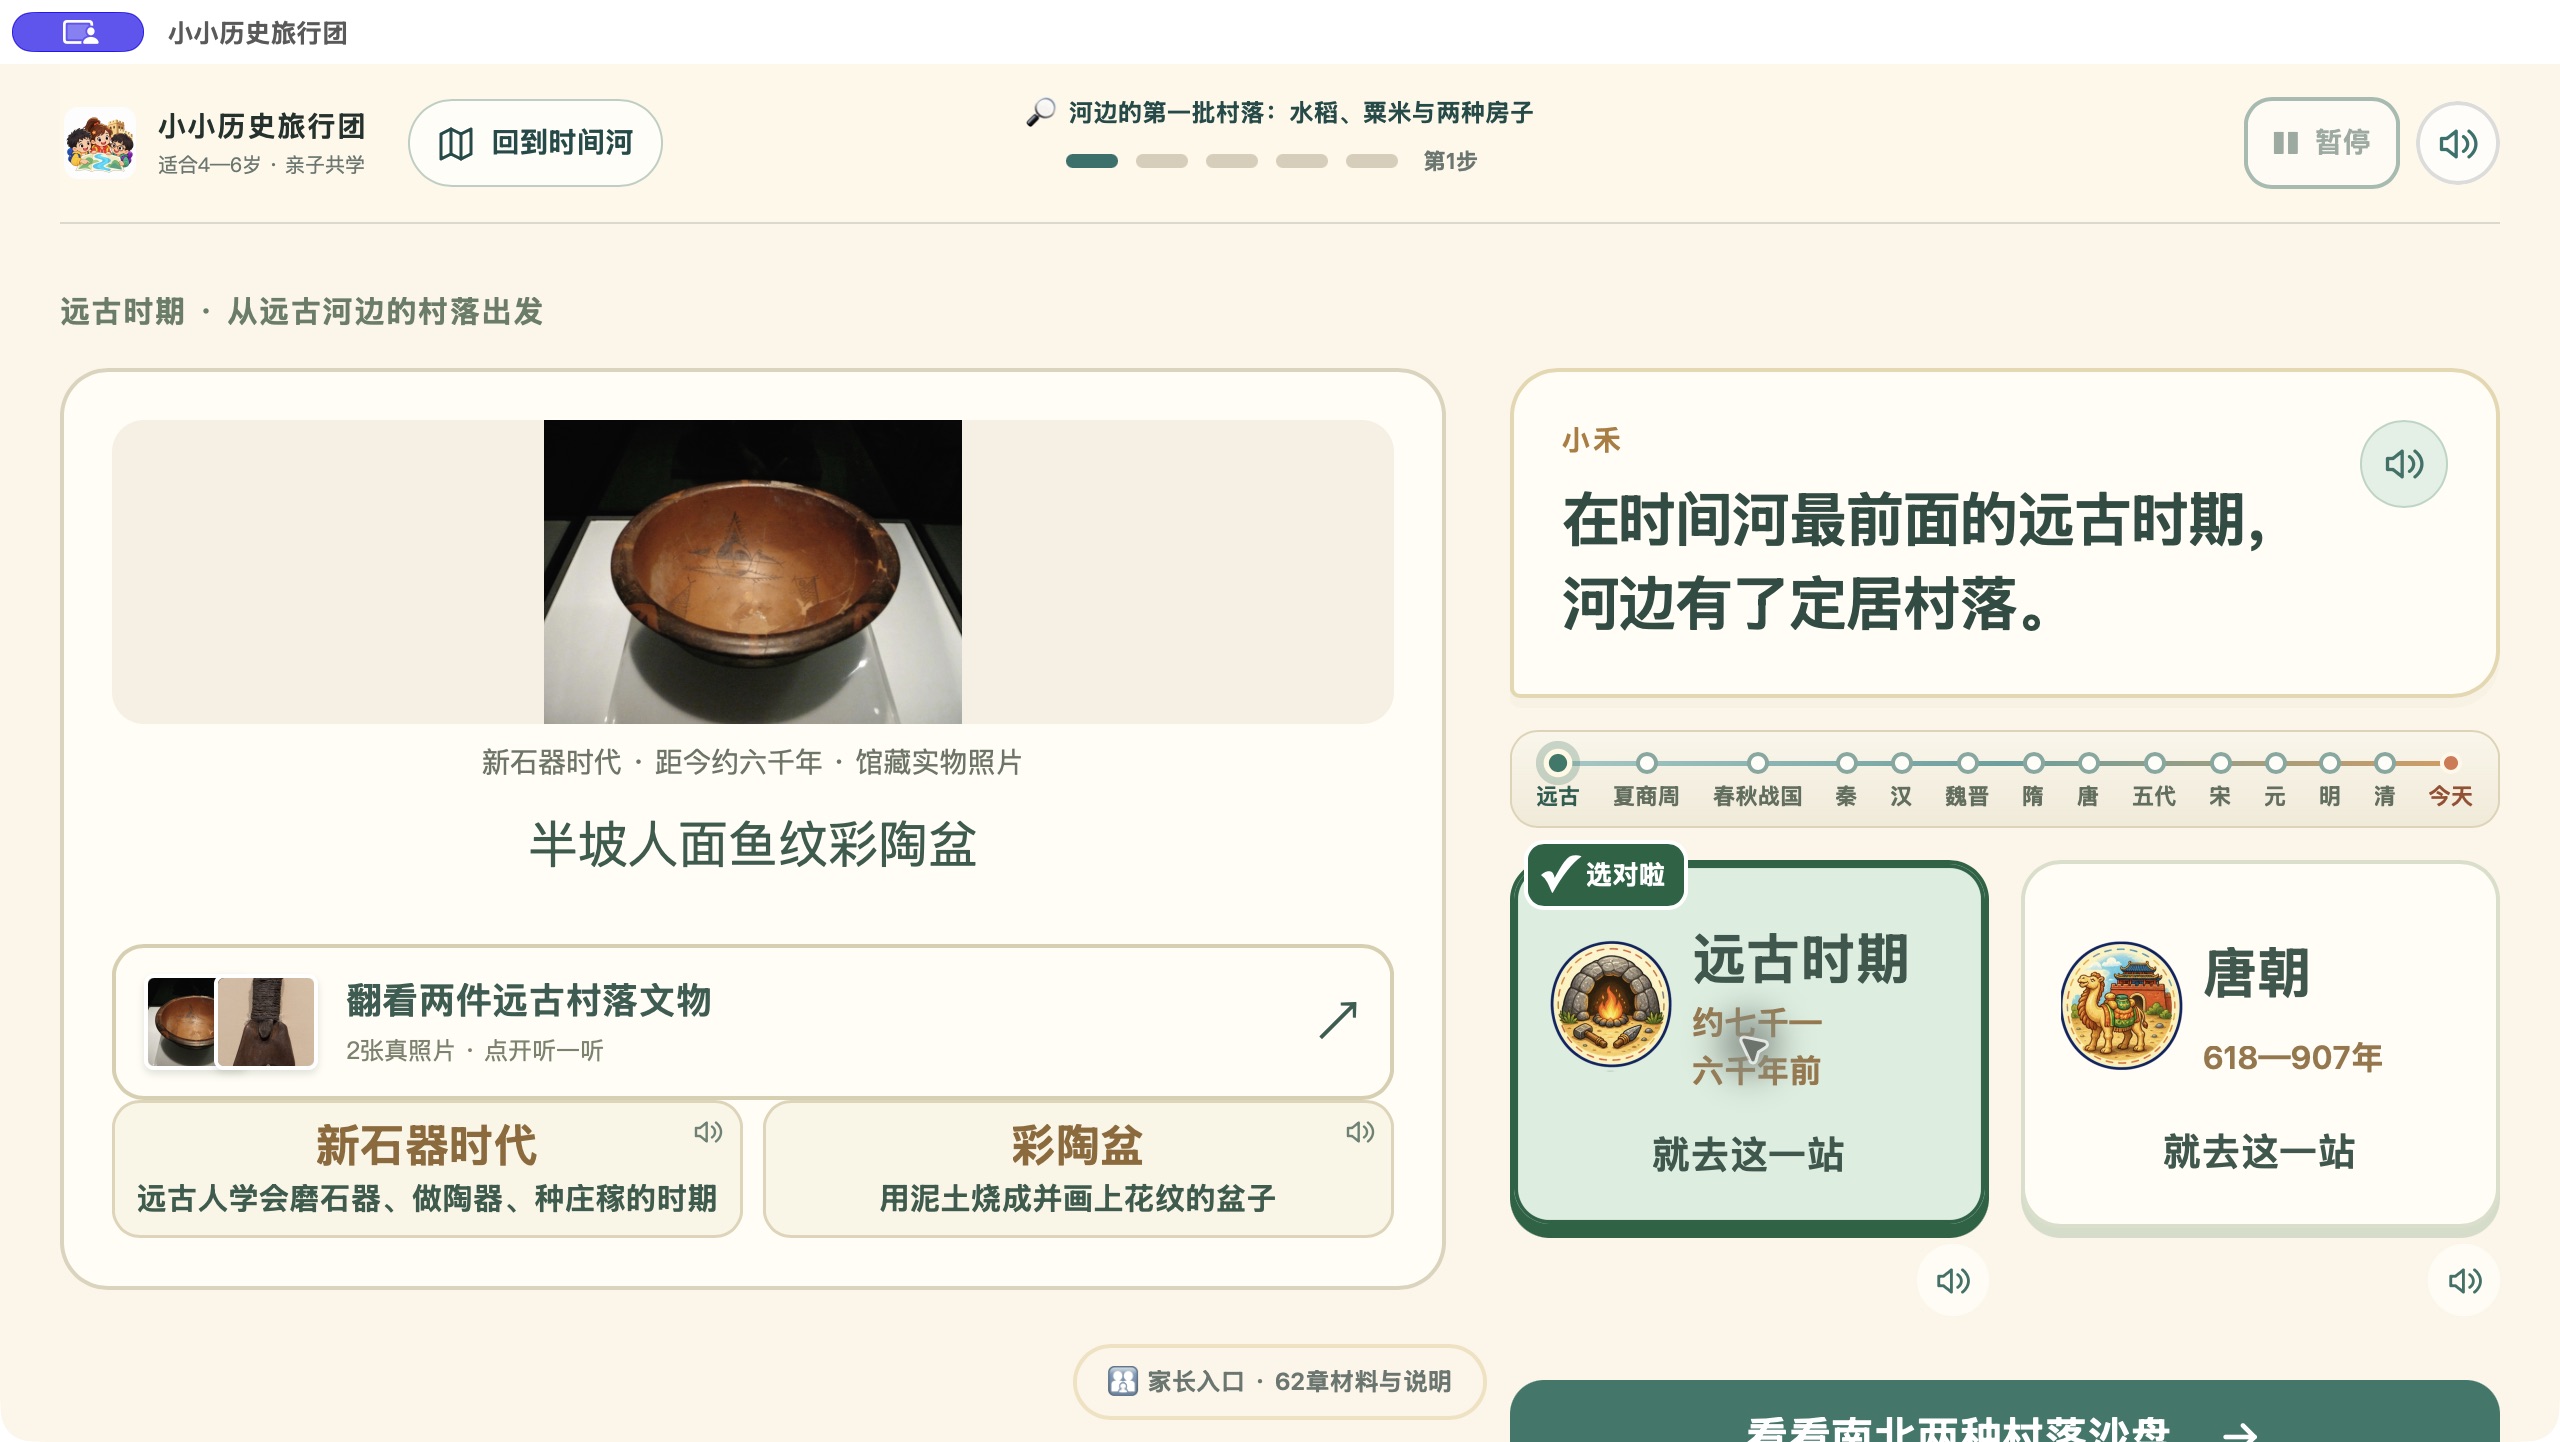 小小历史旅行团
小小历史旅行团
适合4—6岁 · 亲子共学
回到时间河
河边的第一批村落：水稻、粟米与两种房子
第1步
暂停
远古时期 · 从远古河边的村落出发
新石器时代 · 距今约六千年 · 馆藏实物照片
半坡人面鱼纹彩陶盆
翻看两件远古村落文物
2张真照片 · 点开听一听
新石器时代
远古人学会磨石器、做陶器、种庄稼的时期
彩陶盆
用泥土烧成并画上花纹的盆子
小禾
在时间河最前面的远古时期，
河边有了定居村落。
远古 夏商周 春秋战国 秦 汉 魏晋 隋 唐 五代 宋 元 明 清 今天
选对啦
远古时期
约七千—
六千年前
就去这一站
唐朝
618—907年
就去这一站
家长入口 · 62章材料与说明
看看南北两种村落沙盘 →